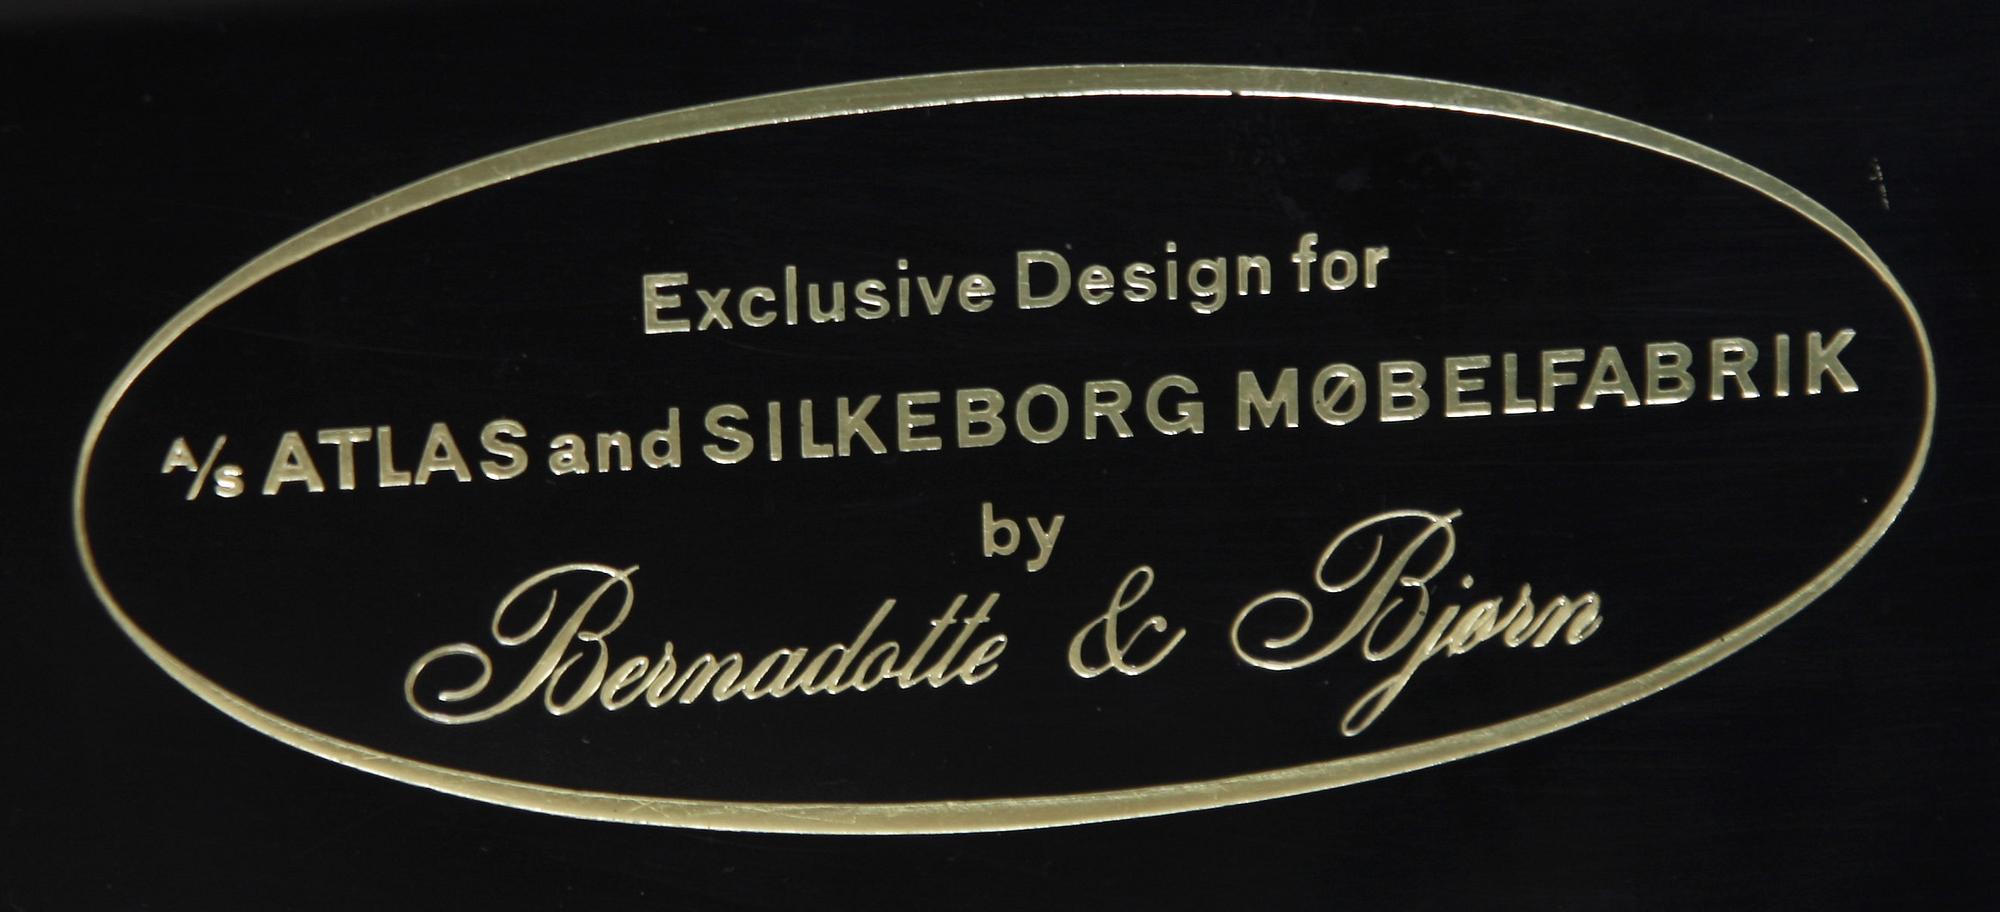 Exclusive Design for
A/s ATLAS and SILKEBORG MØBELFABRIK
by
Bernadotte & Bjørn